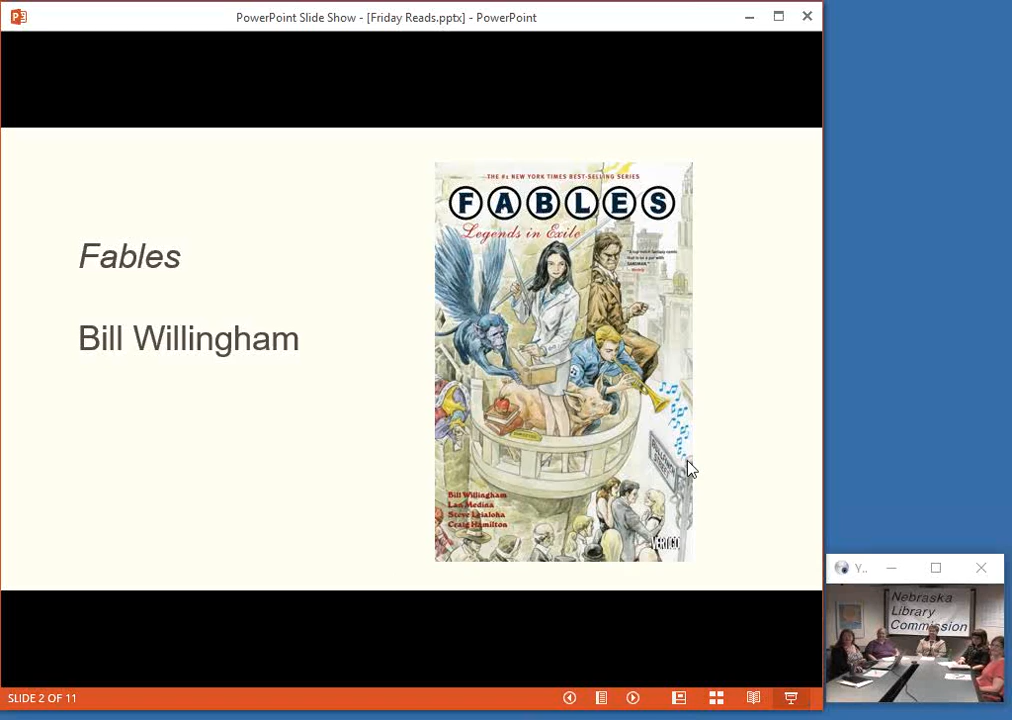 PowerPoint Slide Show - [Friday Reads.pptx] - PowerPoint
THE #1 NEW YORK TIMES BEST-SELLING SERIES
FABLES
Legends in Exile
Fables
Bill Willingham
Bill Willingham
Lan Medina
Steve Leialoha
Craig Hamilton
VERTIGO
Y..
Nebraska
Library
Commission
SLIDE 2 OF 11